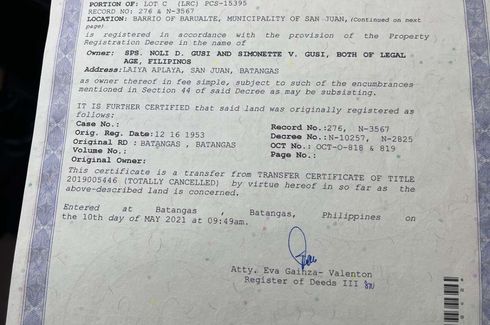 PORTION OF LOT C (LRC) PCS-15395
RECORD NO: 276 & N-3567
LOCATION: BARRIO OF BARUALTE, MUNICIPALITY OF SAN JUAN, (Continued on next
page)
is registered in accordance with the provision of the Property
Registration Decree in the name of
Owner: SPS. NOLI D. GUSI AND SIMONETTE V. GUSI, BOTH OF LEGAL
AGE, FILIPINOS
Address: LAIYA APLAYA, SAN JUAN, BATANGAS
as owner thereof in fee simple, subject to such of the encumbrances
mentioned in Section 44 of said Decree as may be subsisting.
IT IS FURTHER CERTIFIED that said land was originally registered as
follows:
Case No.: Record No.:276, N-3567
Orig. Reg. Date:12 16 1953 Decree No.:N-10257, N-2825
Original RD : BATANGAS , BATANGAS OCT No.: OCT-O-818 & 819
Volume No.: Page No.:
Original Owner:
This certificate is a transfer from TRANSFER CERTIFICATE OF TITLE
2019005446 (TOTALLY CANCELLED) by virtue hereof in so far as the
above-described land is concerned.
Entered at Batangas , Batangas, Philippines on
the 10th day of MAY 2021 at 09:49am.
Atty. Eva Gainza- Valenton
Register of Deeds III